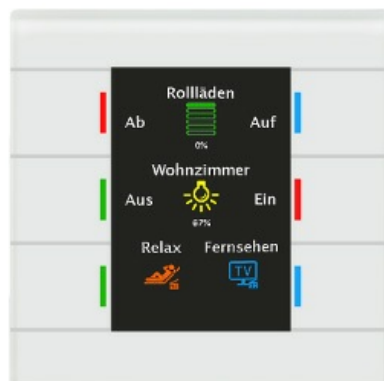 Rollläden
Ab Auf
0%
Wohnzimmer
Aus Ein
67%
Relax Fernsehen
TV